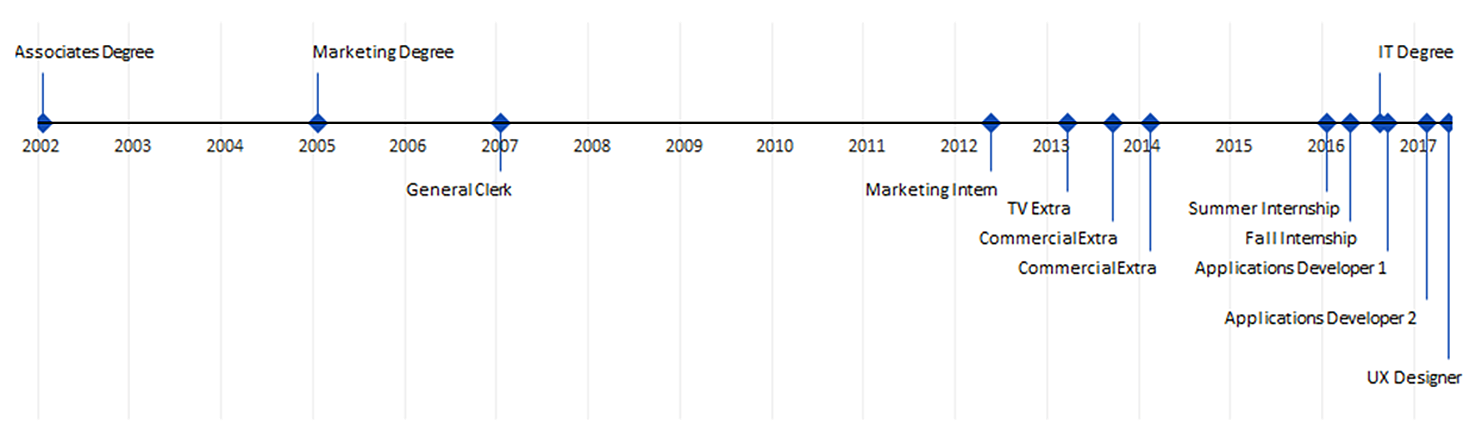 Associates Degree
Marketing Degree
IT Degree
2002 2003 2004 2005 2006 2007 2008 2009 2010 2011 2012 2013 2014 2015 2016 2017
General Clerk
Marketing Intern
TV Extra
Summer Internship
Commercial Extra
Fall Internship
Commercial Extra
Applications Developer 1
Applications Developer 2
UX Designer